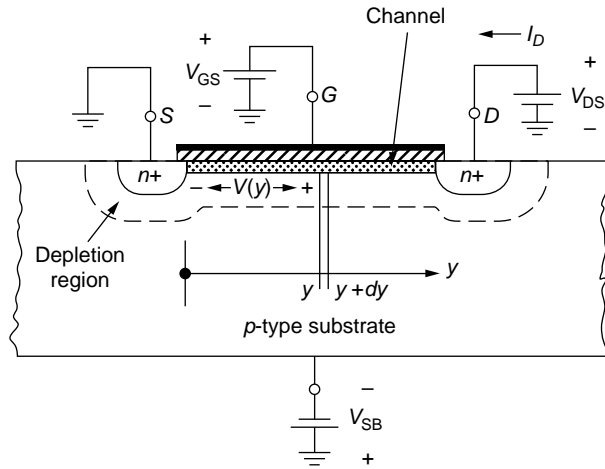 Channel
+
V_GS
–
G
I_D
+
V_DS
–
S
D
n+
– V(y) +
n+
Depletion
region
y
y
y + dy
p-type substrate
–
V_SB
+